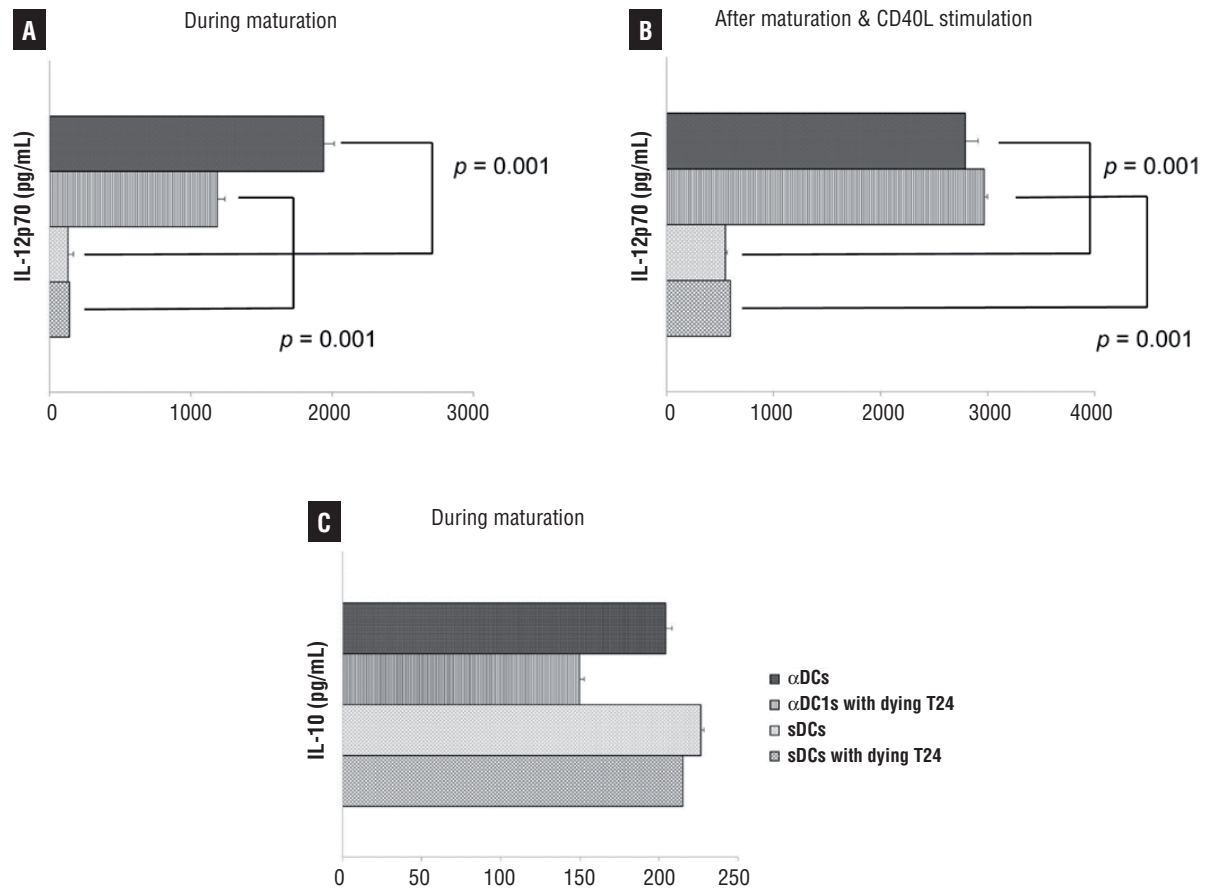 A
During maturation
IL-12p70 (pg/mL)
p = 0.001
p = 0.001
0 1000 2000 3000
B
After maturation & CD40L stimulation
IL-12p70 (pg/mL)
p = 0.001
p = 0.001
0 1000 2000 3000 4000
C
During maturation
IL-10 (pg/mL)
αDCs
αDC1s with dying T24
sDCs
sDCs with dying T24
0 50 100 150 200 250